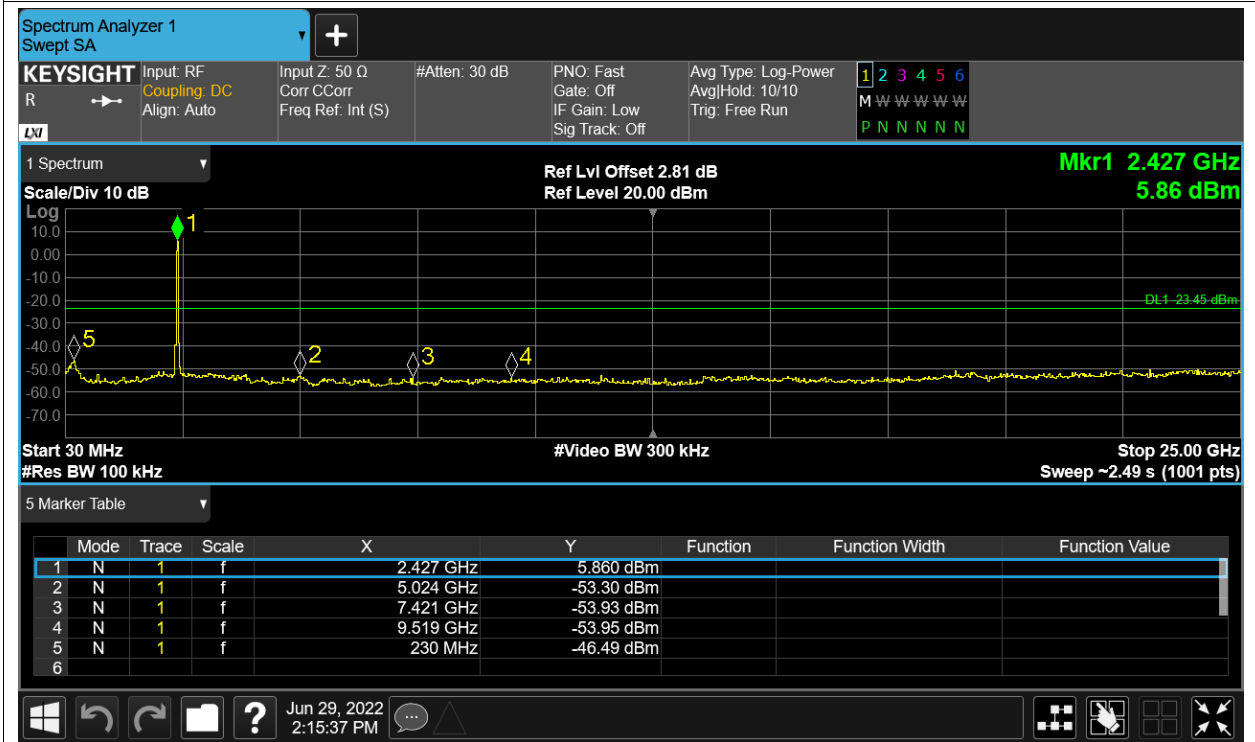 Spectrum Analyzer 1
Swept SA
KEYSIGHT Input: RF Input Z: 50 Ω #Atten: 30 dB PNO: Fast Avg Type: Log-Power 1 2 3 4 5 6
R Coupling: DC Corr CCorr Gate: Off Avg|Hold: 10/10 M W W W W W
Align: Auto Freq Ref: Int (S) IF Gain: Low Trig: Free Run
LXI Sig Track: Off P N N N N N
1 Spectrum Ref Lvl Offset 2.81 dB Mkr1 2.427 GHz
Scale/Div 10 dB Ref Level 20.00 dBm 5.86 dBm
Log
1
10.0
0.00
-10.0
-20.0 DL1 -23.45 dBm
-30.0
5
-40.0
2 3 4
-50.0
-60.0
-70.0
Start 30 MHz #Video BW 300 kHz Stop 25.00 GHz
#Res BW 100 kHz Sweep ~2.49 s (1001 pts)
5 Marker Table
Mode Trace Scale X Y Function Function Width Function Value
1 N 1 f 2.427 GHz 5.860 dBm
2 N 1 f 5.024 GHz -53.30 dBm
3 N 1 f 7.421 GHz -53.93 dBm
4 N 1 f 9.519 GHz -53.95 dBm
5 N 1 f 230 MHz -46.49 dBm
6
? Jun 29, 2022
2:15:37 PM